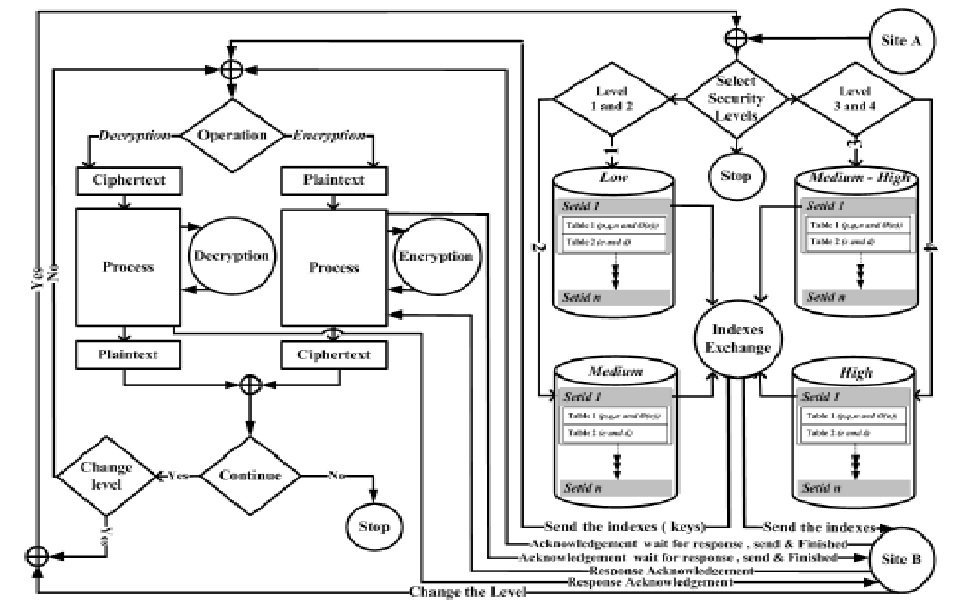 Site A
Select
Security
Levels
Level
1 and 2
Level
3 and 4
Operation
Decryption
Encryption
Ciphertext
Plaintext
1
Stop
3
Low
Setid 1
Table 1
Table 2 (e and d)
Setid n
Medium - High
Setid 1
Table 1
Table 2 (e and d)
Setid n
2
4
Process
Decryption
Process
Encryption
Yes
No
Indexes
Exchange
Plaintext
Ciphertext
Medium
Setid 1
Table 1
Table 2 (e and d)
Setid n
High
Setid 1
Table 1
Table 2 (e and d)
Setid n
Change
level
Yes
Continue
No
Stop
Yes
Send the indexes ( keys)
Send the indexes
Acknowledgement wait for response , send & Finished
Acknowledgement wait for response , send & Finished
Response Acknowledgement
Response Acknowledgement
Site B
Change the Level